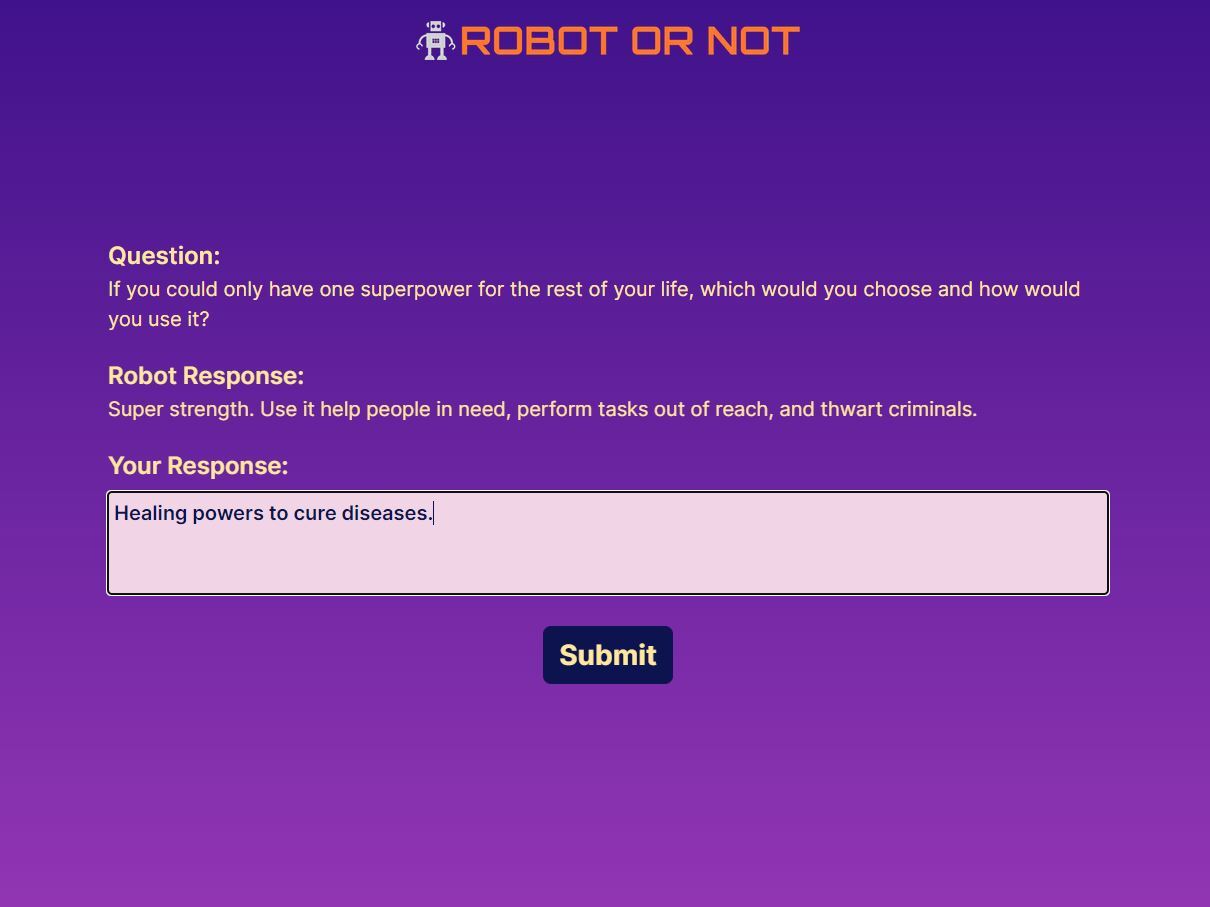 ROBOT OR NOT
Question:
If you could only have one superpower for the rest of your life, which would you choose and how would
you use it?
Robot Response:
Super strength. Use it help people in need, perform tasks out of reach, and thwart criminals.
Your Response:
Healing powers to cure diseases.
Submit